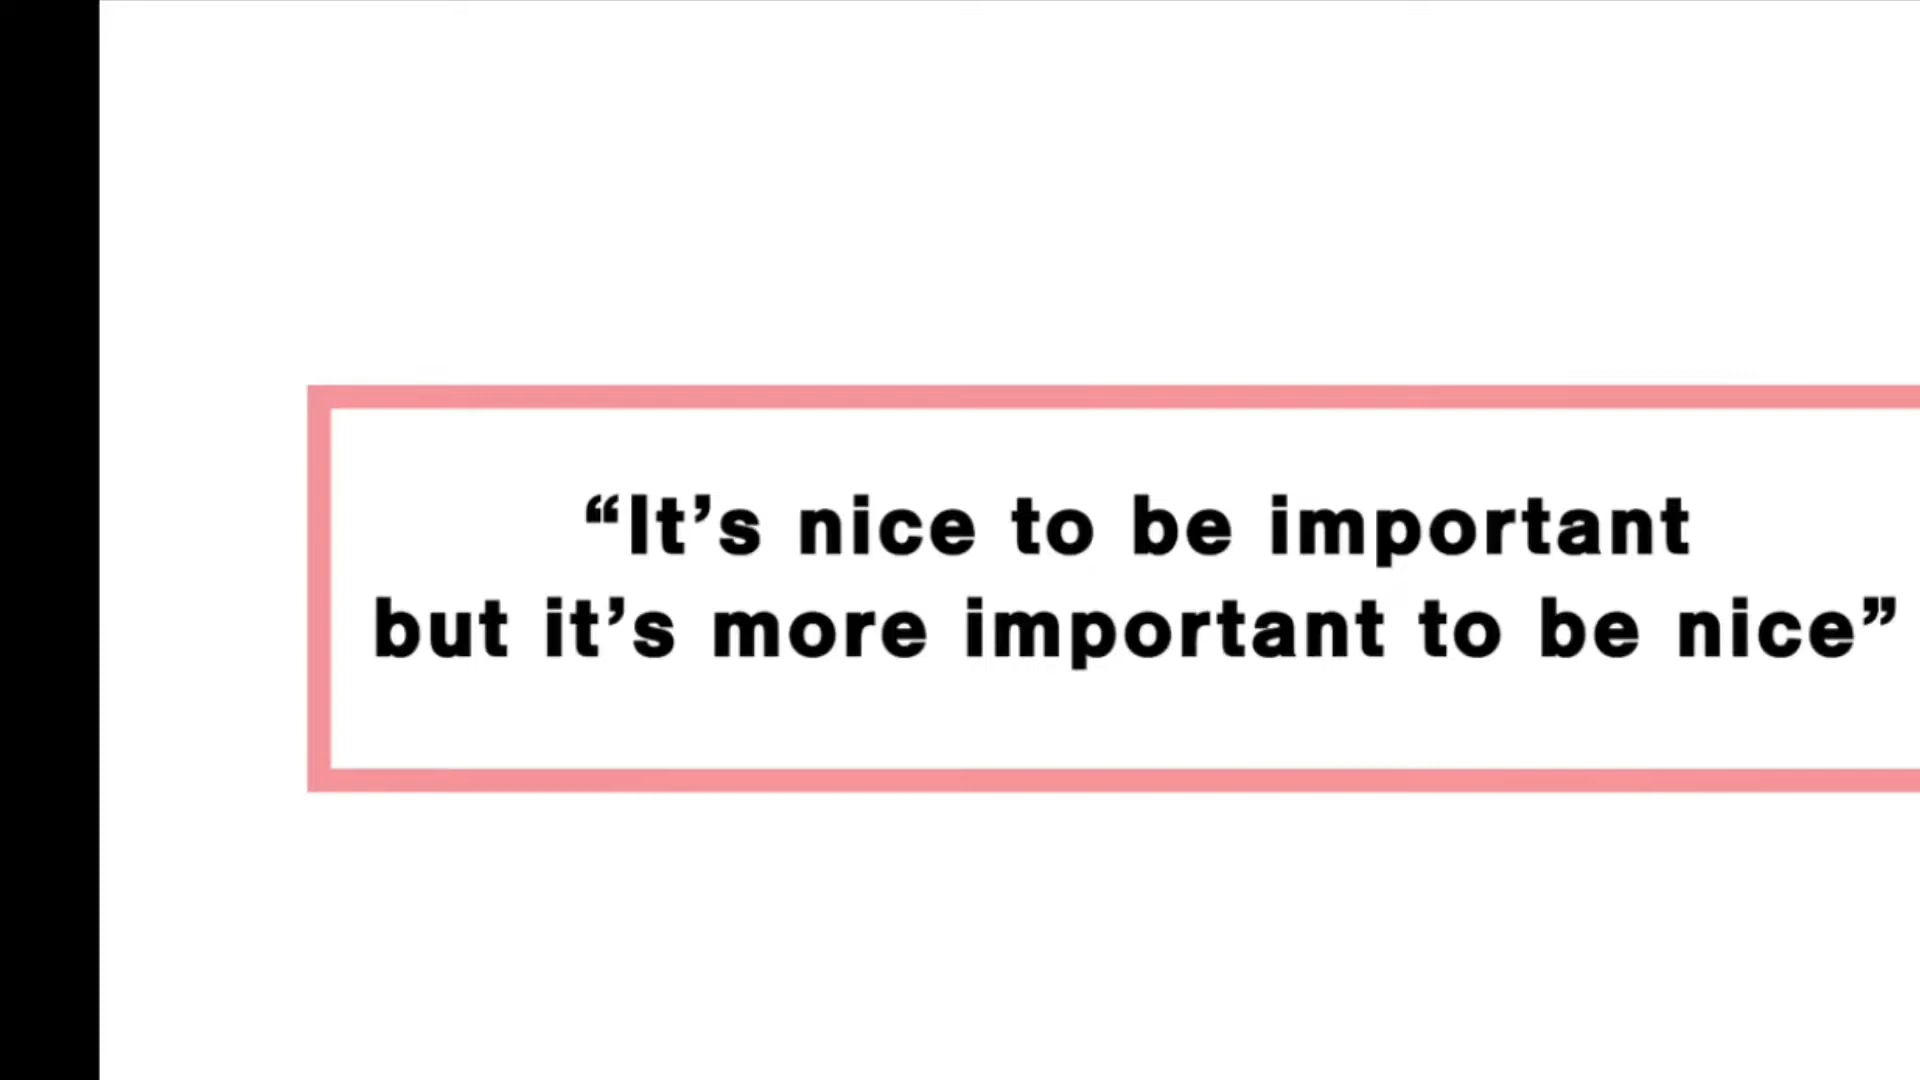 “It’s nice to be important
but it’s more important to be nice”